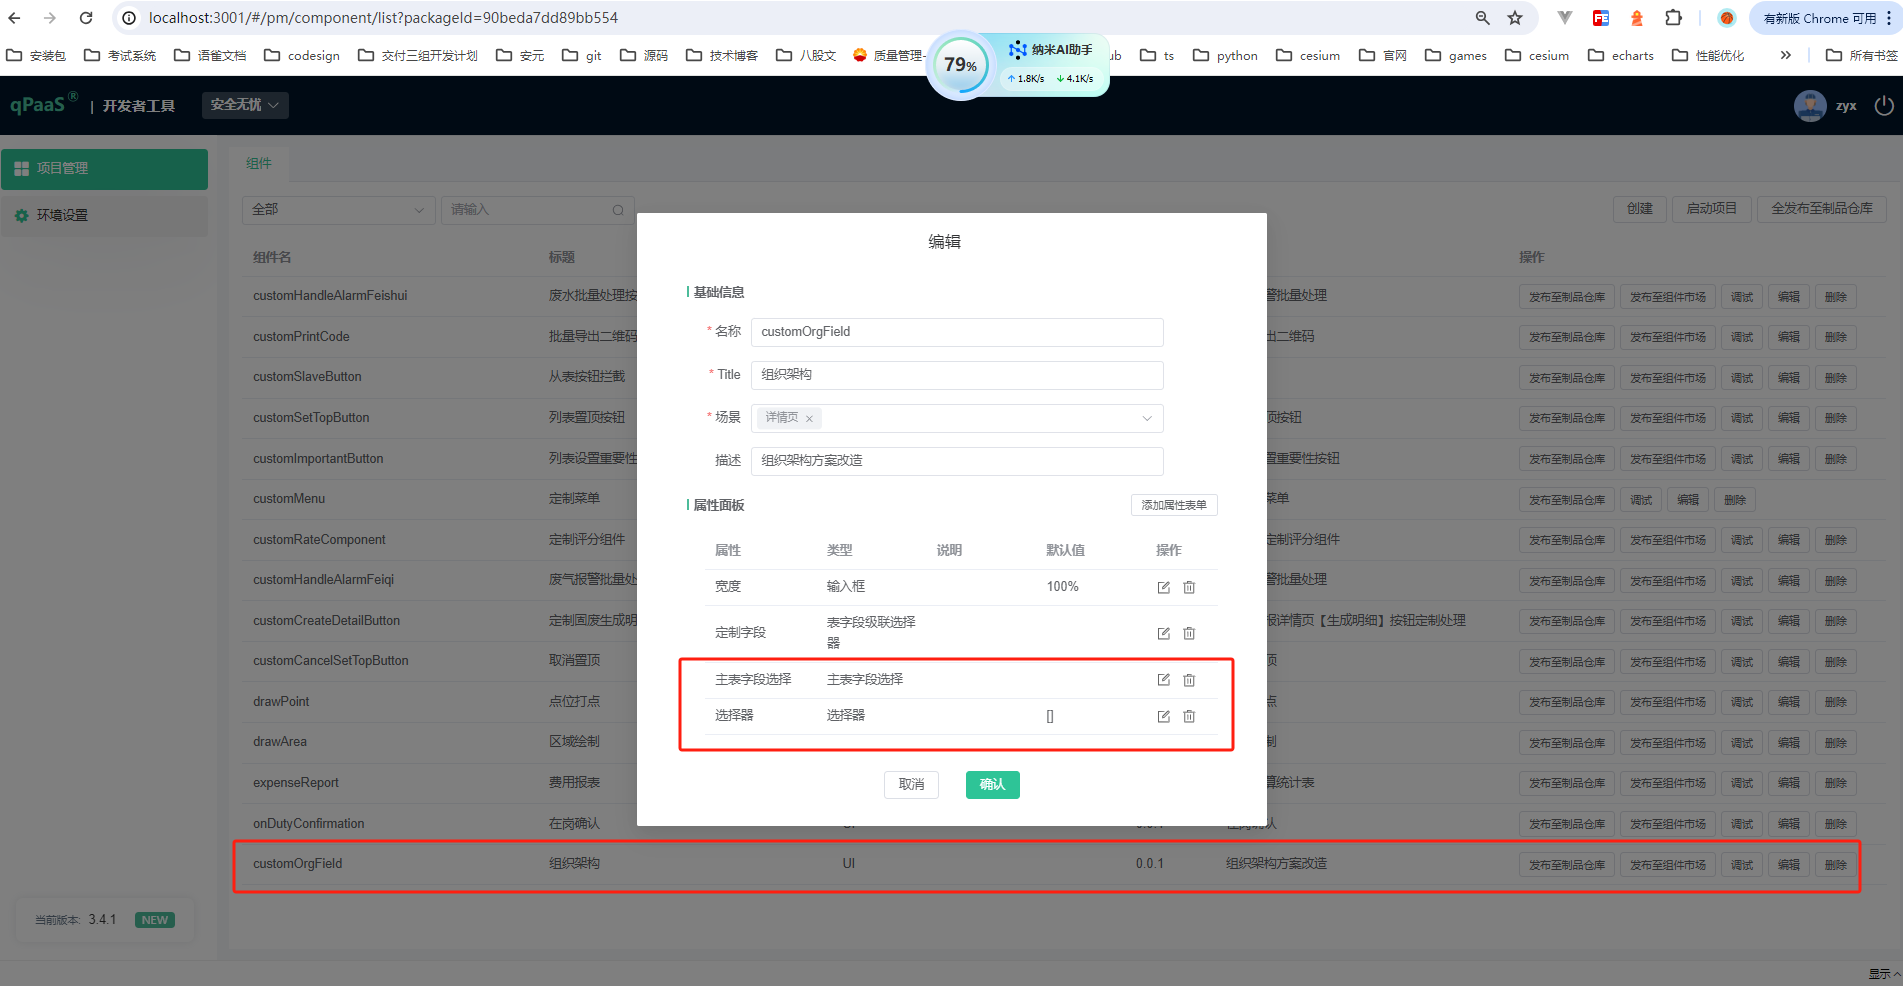 localhost:3001/#/pm/component/list?packageId=90beda7dd89bb554
有新版 Chrome 可用
安装包 考试系统 语雀文档 codesign 交付三组开发计划 安元 git 源码 技术博客 八股文 质量管理- ub ts python cesium 官网 games cesium echarts 性能优化 » 所有书签
79%
纳米AI助手
1.8K/s 4.1K/s
qPaaS® | 开发者工具 安全无忧 zyx
项目管理
环境设置
组件
全部 请输入 创建 启动项目 全发布至制品仓库
组件名 标题 操作
customHandleAlarmFeishui 废水批量处理按 警批量处理 发布至制品仓库 发布至组件市场 调试 编辑 删除
customPrintCode 批量导出二维码 出二维码 发布至制品仓库 发布至组件市场 调试 编辑 删除
customSlaveButton 从表按钮拦截 发布至制品仓库 发布至组件市场 调试 编辑 删除
customSetTopButton 列表置顶按钮 顶按钮 发布至制品仓库 发布至组件市场 调试 编辑 删除
customImportantButton 列表设置重要性 置重要性按钮 发布至制品仓库 发布至组件市场 调试 编辑 删除
customMenu 定制菜单 菜单 发布至制品仓库 调试 编辑 删除
customRateComponent 定制评分组件 定制评分组件 发布至制品仓库 发布至组件市场 调试 编辑 删除
customHandleAlarmFeiqi 废气报警批量处 警批量处理 发布至制品仓库 发布至组件市场 调试 编辑 删除
customCreateDetailButton 定制固废生成明 报详情页【生成明细】按钮定制处理 发布至制品仓库 发布至组件市场 调试 编辑 删除
customCancelSetTopButton 取消置顶 顶 发布至制品仓库 发布至组件市场 调试 编辑 删除
drawPoint 点位打点 点 发布至制品仓库 发布至组件市场 调试 编辑 删除
drawArea 区域绘制 制 发布至制品仓库 发布至组件市场 调试 编辑 删除
expenseReport 费用报表 算统计表 发布至制品仓库 发布至组件市场 调试 编辑 删除
onDutyConfirmation 在岗确认 UI 0.0.1 在岗确认 发布至制品仓库 发布至组件市场 调试 编辑 删除
customOrgField 组织架构 UI 0.0.1 组织架构方案改造 发布至制品仓库 发布至组件市场 调试 编辑 删除
编辑
基础信息
* 名称 customOrgField
* Title 组织架构
* 场景 详情页 ×
描述 组织架构方案改造
属性面板 添加属性表单
属性 类型 说明 默认值 操作
宽度 输入框 100%
定制字段 表字段级联选择
器
主表字段选择 主表字段选择
选择器 选择器 []
取消 确认
当前版本: 3.4.1 NEW
显示